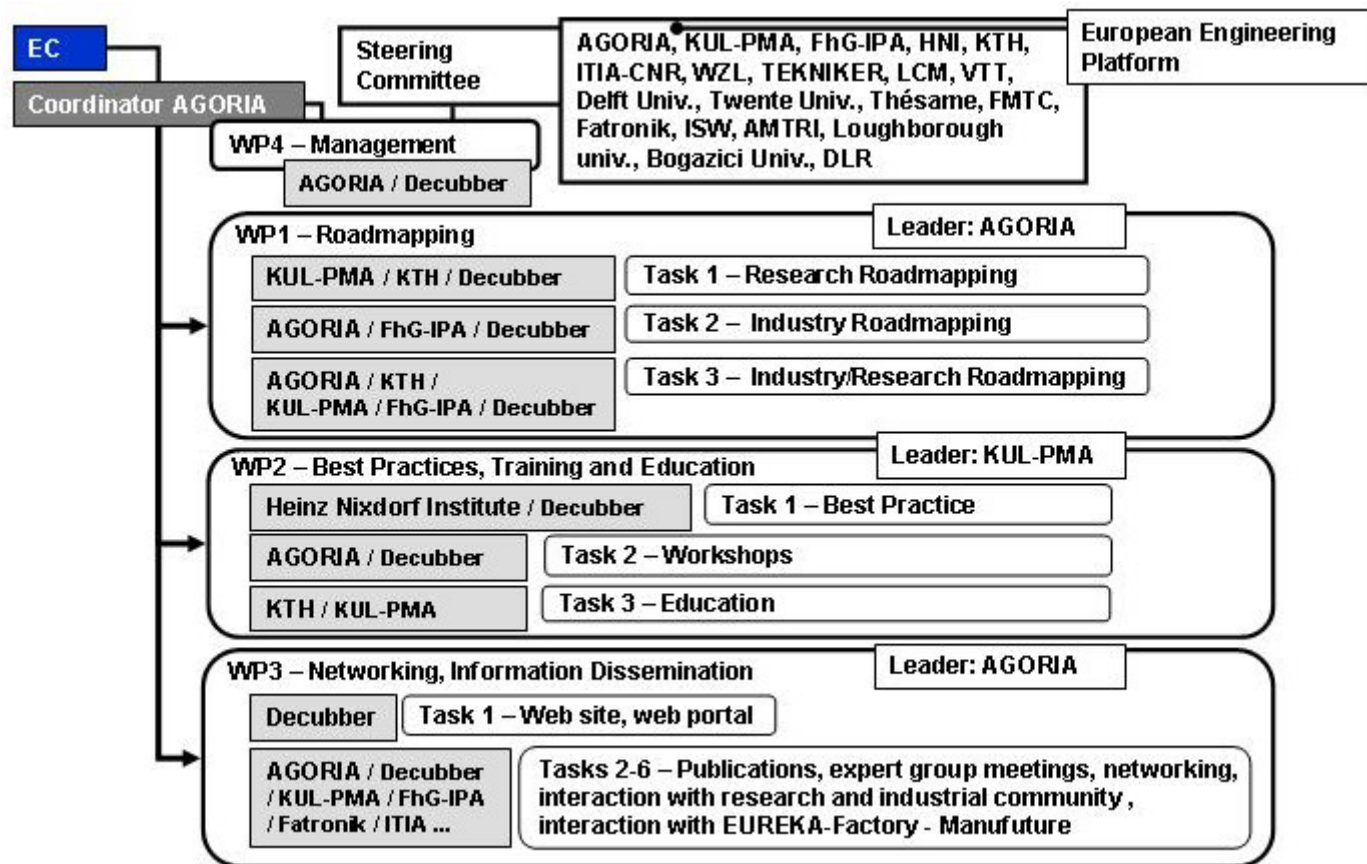 EC
Coordinator AGORIA
Steering
Committee
AGORIA, KUL-PMA, FhG-IPA, HNI, KTH,
ITIA-CNR, WZL, TEKNIKER, LCM, VTT,
Delft Univ., Twente Univ., Thésame, FMTC,
Fatronik, ISW, AMTRI, Loughborough
univ., Bogazici Univ., DLR
European Engineering
Platform
WP4 – Management
AGORIA / Decubber
Leader: AGORIA
WP1 – Roadmapping
KUL-PMA / KTH / Decubber
Task 1 – Research Roadmapping
AGORIA / FhG-IPA / Decubber
Task 2 – Industry Roadmapping
AGORIA / KTH /
KUL-PMA / FhG-IPA / Decubber
Task 3 – Industry/Research Roadmapping
Leader: KUL-PMA
WP2 – Best Practices, Training and Education
Heinz Nixdorf Institute / Decubber
Task 1 – Best Practice
AGORIA / Decubber
Task 2 – Workshops
KTH / KUL-PMA
Task 3 – Education
Leader: AGORIA
WP3 – Networking, Information Dissemination
Decubber
Task 1 – Web site, web portal
AGORIA / Decubber
/ KUL-PMA / FhG-IPA
/ Fatronik / ITIA ...
Tasks 2-6 – Publications, expert group meetings, networking,
interaction with research and industrial community ,
interaction with EUREKA-Factory - Manufuture